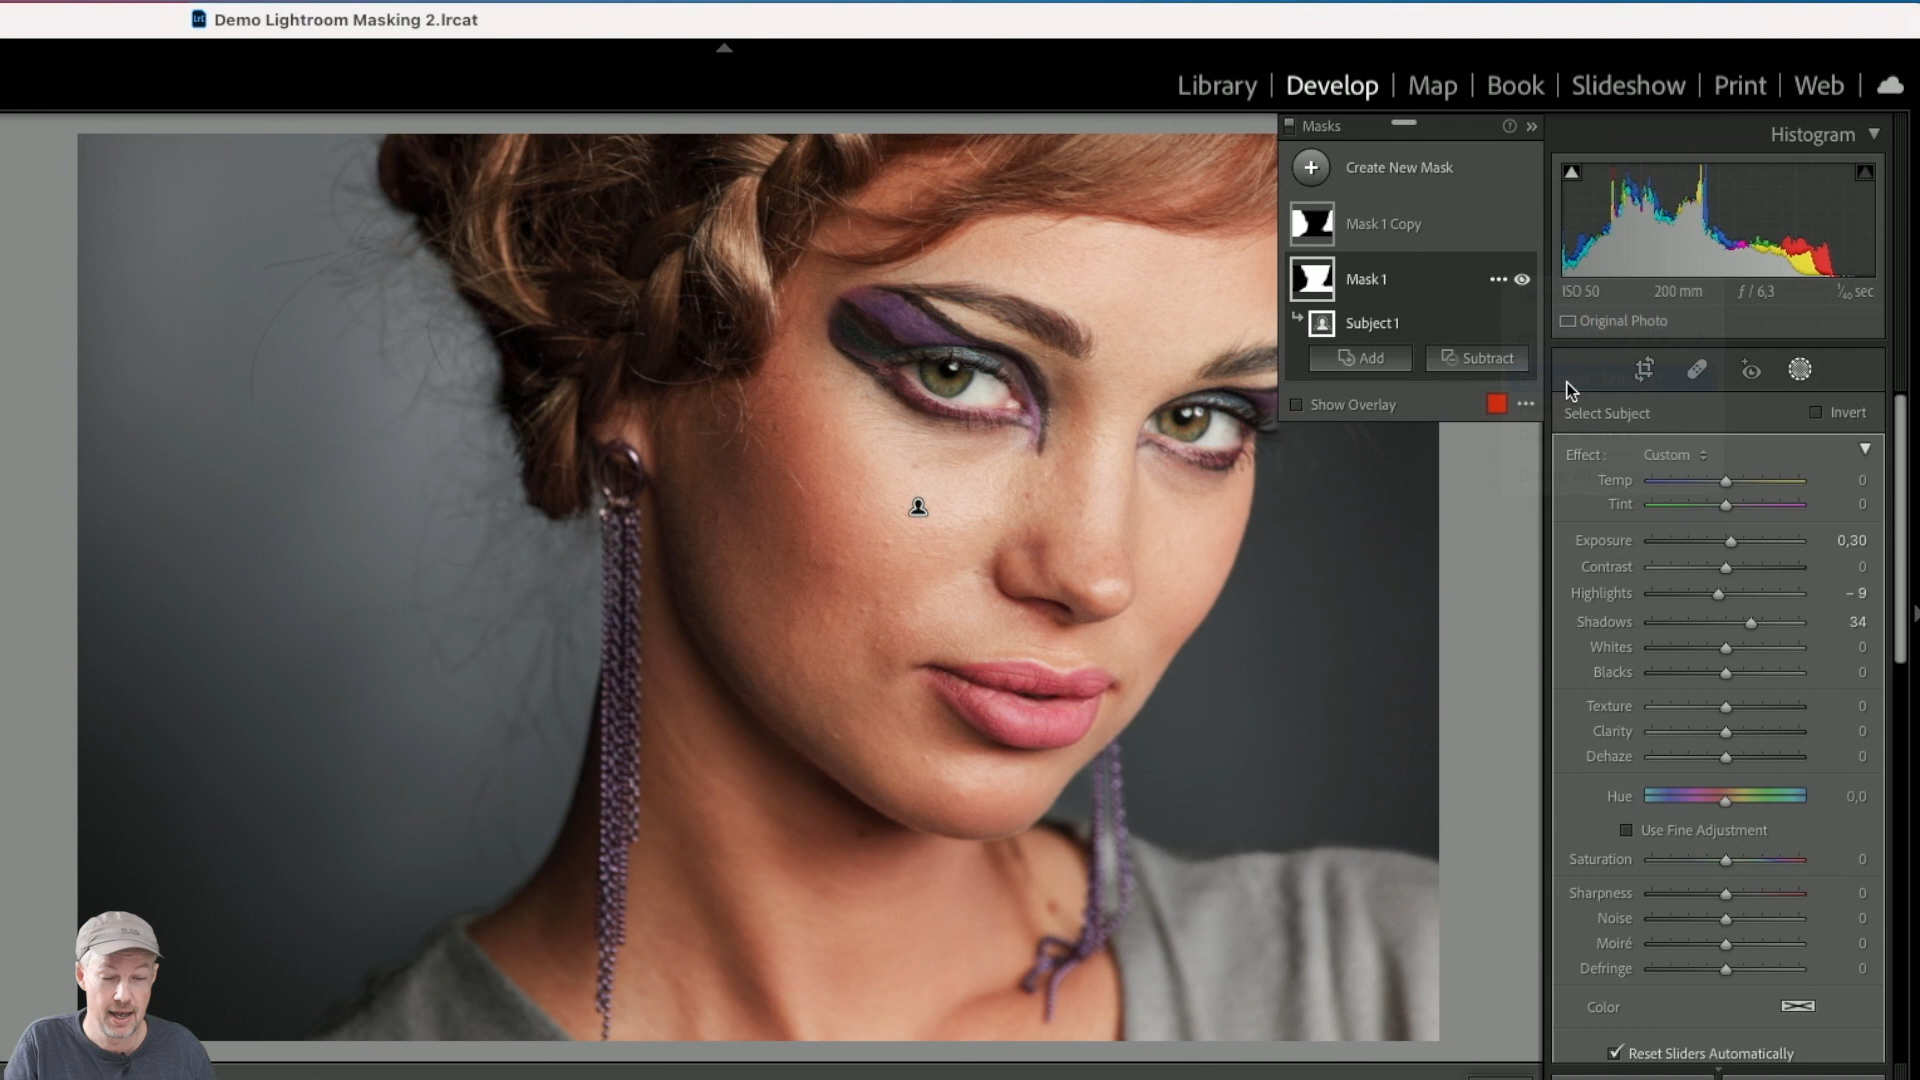 Demo Lightroom Masking 2.lrcat
Library | Develop | Map | Book | Slideshow | Print | Web
Masks
Create New Mask
Mask 1 Copy
Mask 1
Subject 1
Add
Subtract
Show Overlay
Histogram
ISO 50 200 mm ƒ / 6,3 1/40 sec
Original Photo
Select Subject
Invert
Effect : Custom
Temp 0
Tint 0
Exposure 0,30
Contrast 0
Highlights – 9
Shadows 34
Whites 0
Blacks 0
Texture 0
Clarity 0
Dehaze 0
Hue 0,0
Use Fine Adjustment
Saturation 0
Sharpness 0
Noise 0
Moiré 0
Defringe 0
Color
Reset Sliders Automatically